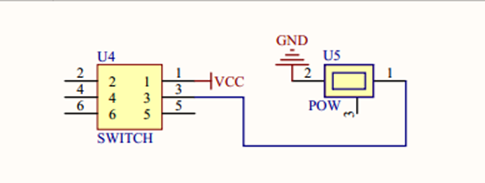 GND
U4
U5
2 2 1 1 VCC
4 4 3 3
6 6 5 5
SWITCH
2 1
POW 3